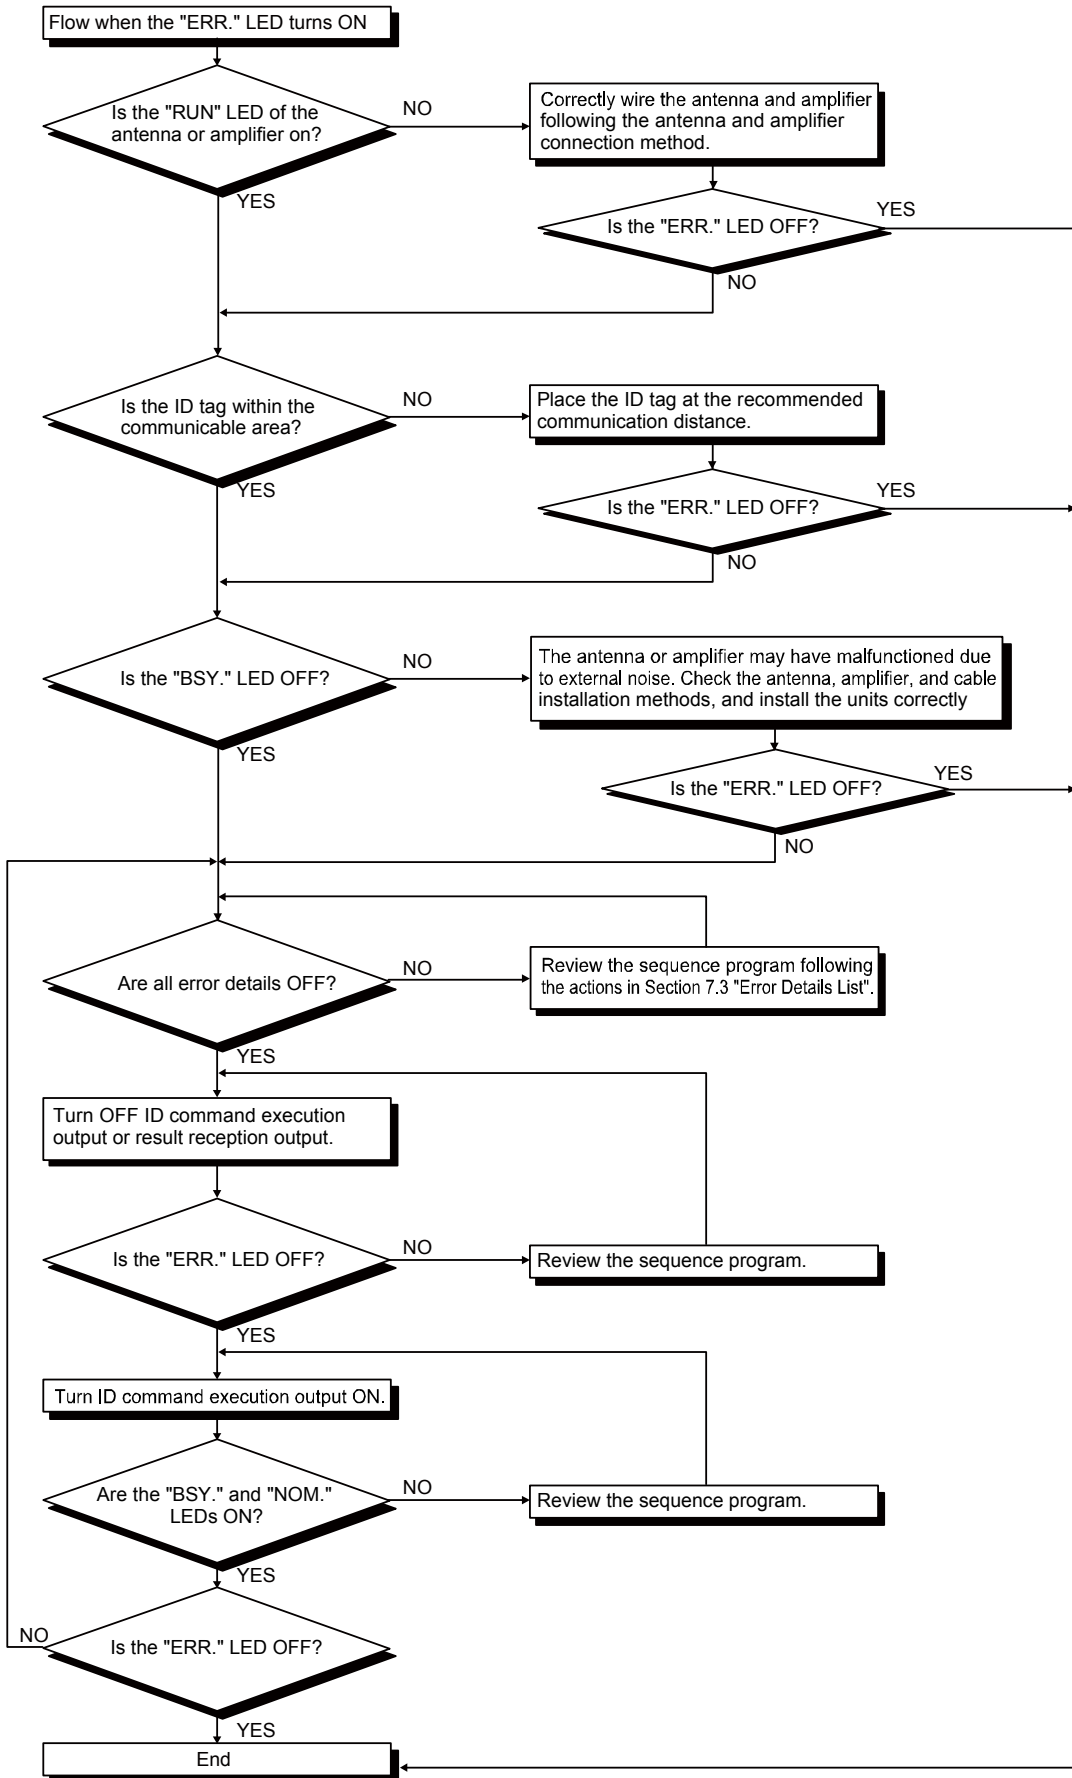 Flow when the "ERR." LED turns ON
Is the "RUN" LED of the
antenna or amplifier on?
NO
Correctly wire the antenna and amplifier
following the antenna and amplifier
connection method.
YES
Is the "ERR." LED OFF?
YES
NO
Is the ID tag within the
communicable area?
NO
Place the ID tag at the recommended
communication distance.
YES
Is the "ERR." LED OFF?
YES
NO
Is the "BSY." LED OFF?
NO
The antenna or amplifier may have malfunctioned due
to external noise. Check the antenna, amplifier, and cable
installation methods, and install the units correctly
YES
Is the "ERR." LED OFF?
YES
NO
Are all error details OFF?
NO
Review the sequence program following
the actions in Section 7.3 "Error Details List".
YES
Turn OFF ID command execution
output or result reception output.
Is the "ERR." LED OFF?
NO
Review the sequence program.
YES
Turn ID command execution output ON.
Are the "BSY." and "NOM."
LEDs ON?
NO
Review the sequence program.
YES
NO
Is the "ERR." LED OFF?
YES
End